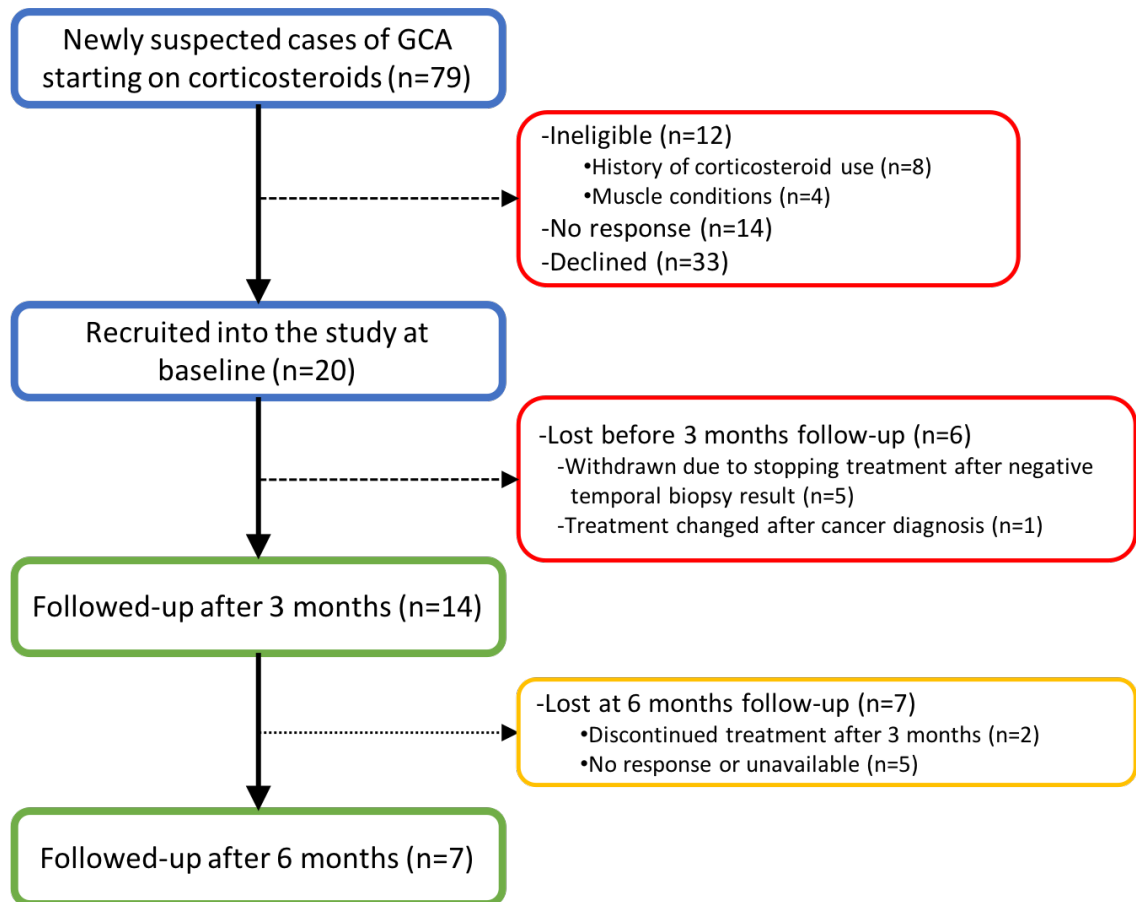 Newly suspected cases of GCA
starting on corticosteroids (n=79)
-Ineligible (n=12)
•History of corticosteroid use (n=8)
•Muscle conditions (n=4)
-No response (n=14)
-Declined (n=33)
Recruited into the study at
baseline (n=20)
-Lost before 3 months follow-up (n=6)
-Withdrawn due to stopping treatment after negative
temporal biopsy result (n=5)
-Treatment changed after cancer diagnosis (n=1)
Followed-up after 3 months (n=14)
-Lost at 6 months follow-up (n=7)
•Discontinued treatment after 3 months (n=2)
•No response or unavailable (n=5)
Followed-up after 6 months (n=7)